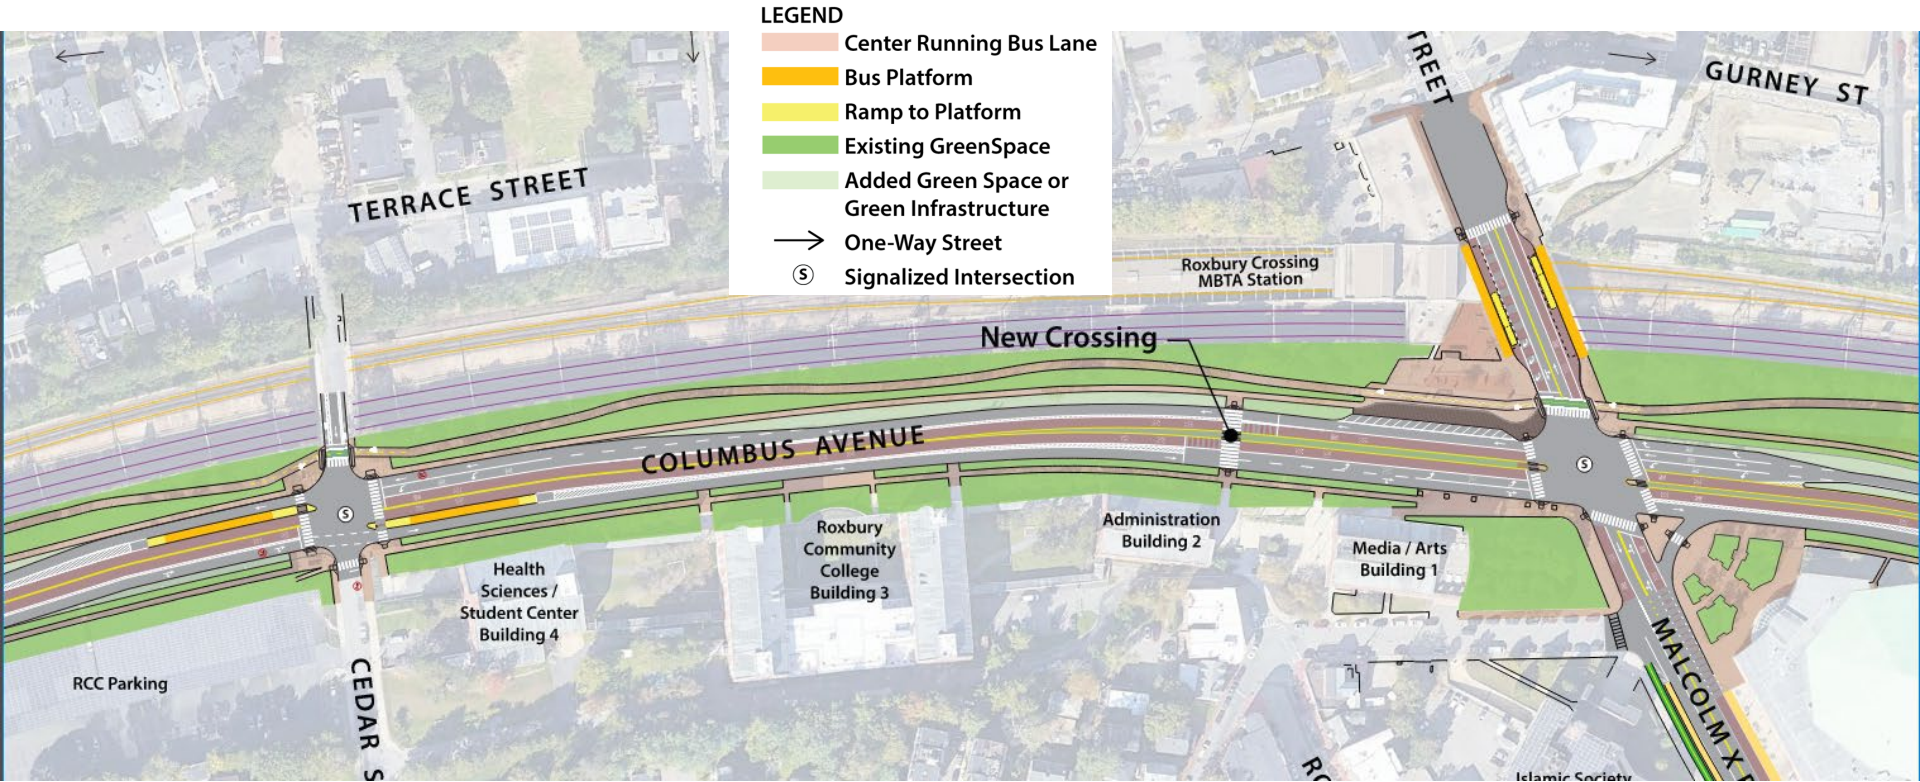 LEGEND
Center Running Bus Lane
Bus Platform
Ramp to Platform
Existing GreenSpace
Added Green Space or
Green Infrastructure
One-Way Street
S Signalized Intersection
TREET
GURNEY ST
TERRACE STREET
Roxbury Crossing
MBTA Station
New Crossing
COLUMBUS AVENUE
S
S
Roxbury
Community
College
Building 3
Administration
Building 2
Media / Arts
Building 1
Health
Sciences /
Student Center
Building 4
RCC Parking
CEDAR S
MALCOLM X
RO
Islamic Society